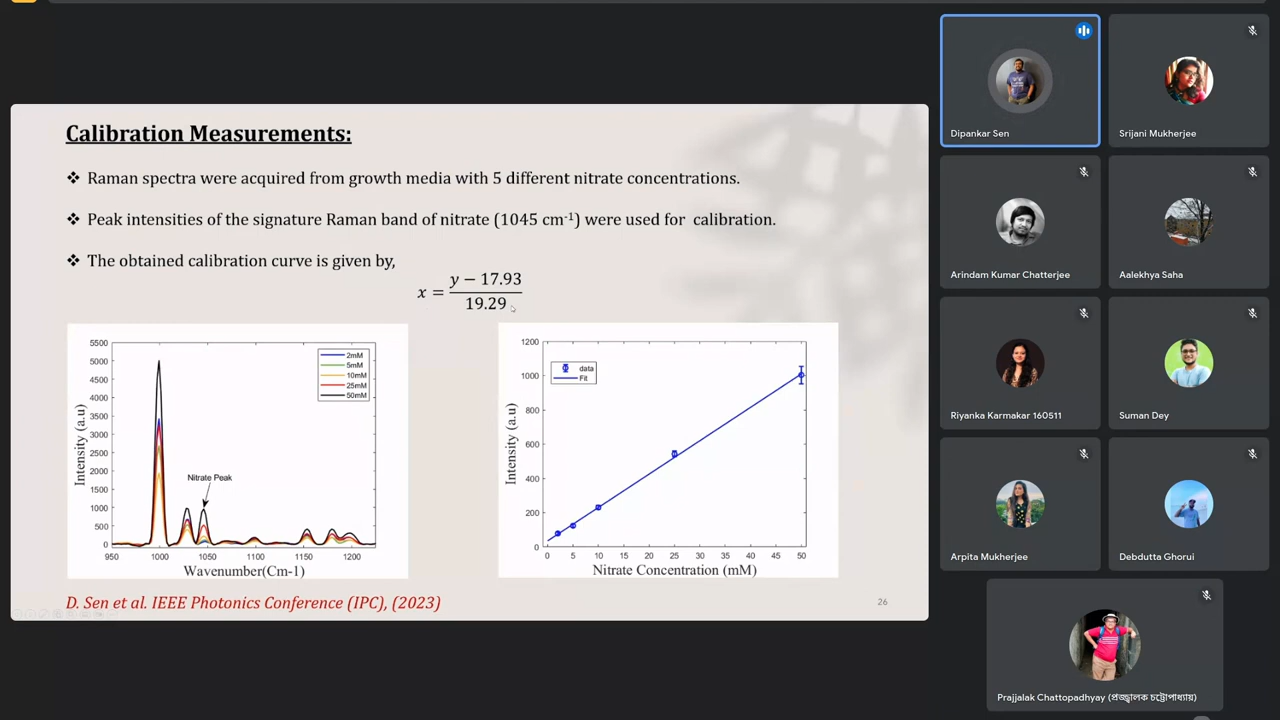 Calibration Measurements:
❖ Raman spectra were acquired from growth media with 5 different nitrate concentrations.
❖ Peak intensities of the signature Raman band of nitrate (1045 cm⁻¹) were used for calibration.
❖ The obtained calibration curve is given by,
x = (y − 17.93) / 19.29
5500
5000
4500
4000
3500
3000
2500
2000
1500
1000
500
0
Intensity (a.u)
2mM
5mM
10mM
25mM
50mM
Nitrate Peak
950 1000 1050 1100 1150 1200
Wavenumber(Cm-1)
1200
1000
800
600
400
200
0
Intensity (a.u)
data
Fit
0 5 10 15 20 25 30 35 40 45 50
Nitrate Concentration (mM)
D. Sen et al. IEEE Photonics Conference (IPC), (2023)
26
Dipankar Sen
Srijani Mukherjee
Arindam Kumar Chatterjee
Aalekhya Saha
Riyanka Karmakar 160511
Suman Dey
Arpita Mukherjee
Debdutta Ghorui
Prajjalak Chattopadhyay (প্রজ্জ্বালক চট্টোপাধ্যায়)